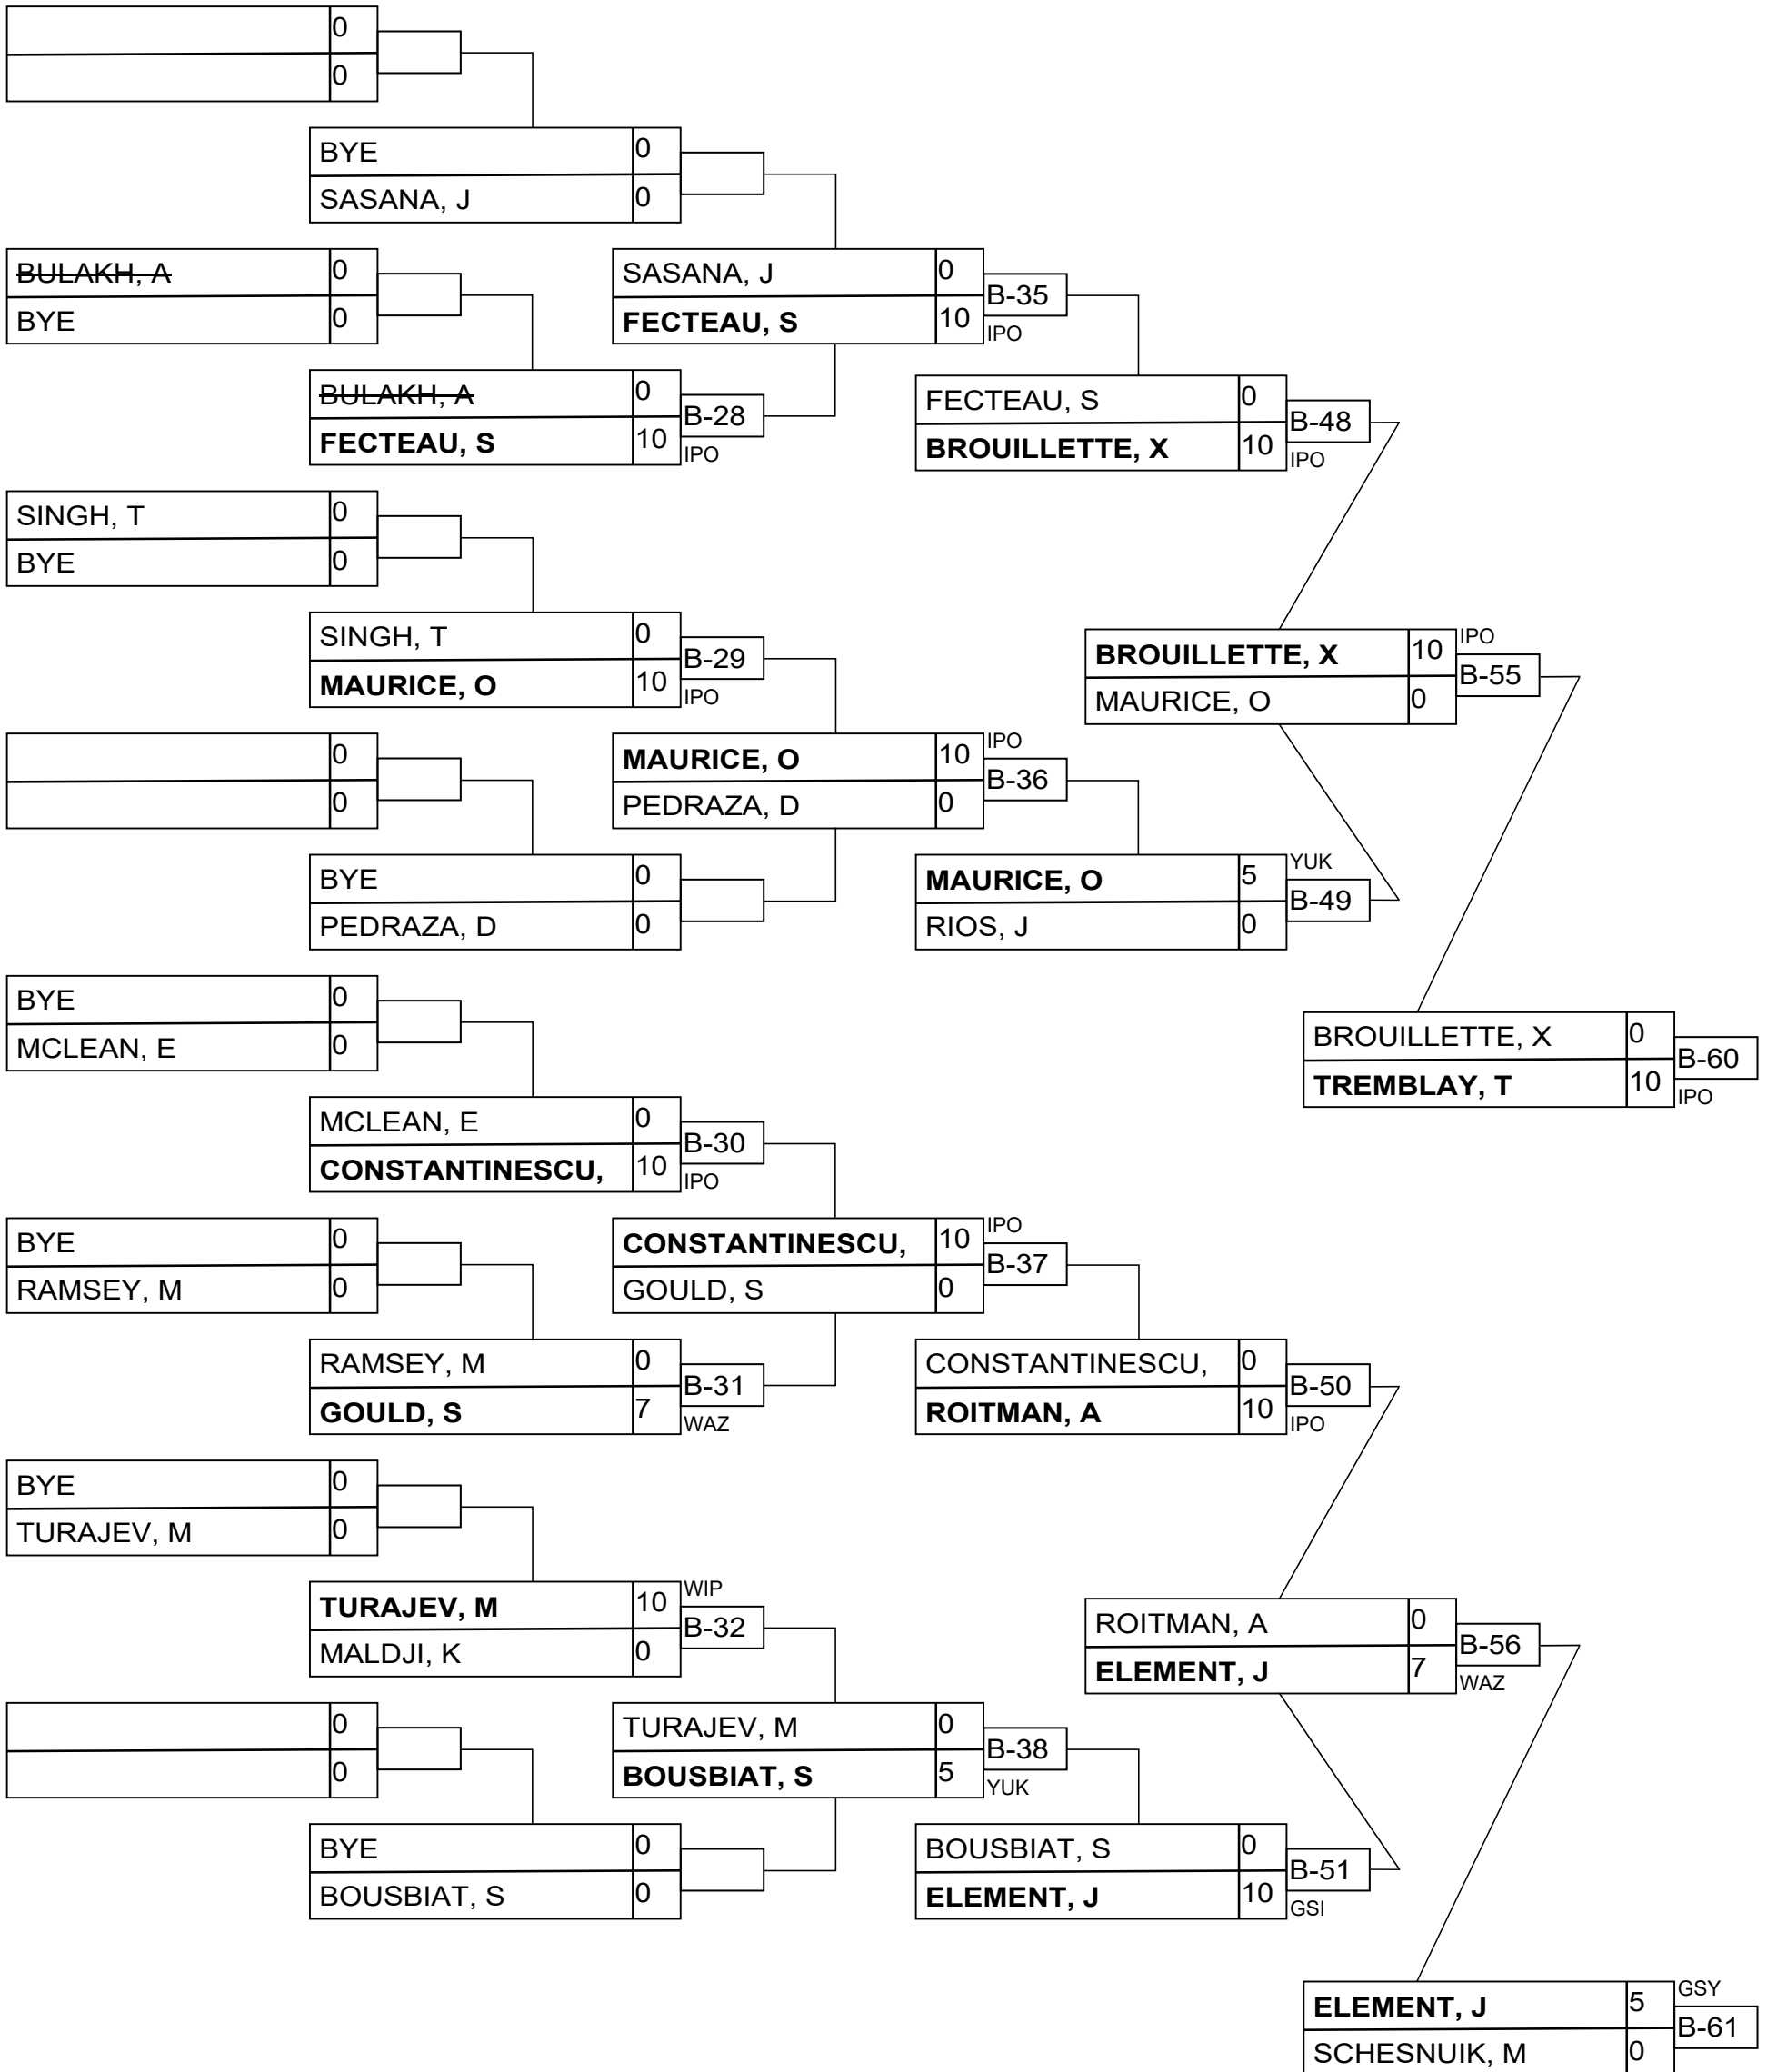 0
0
BYE 0
SASANA, J 0
BULAKH, A 0
BYE 0
SASANA, J 0
B-35
FECTEAU, S 10
IPO
BULAKH, A 0
B-28
FECTEAU, S 10
IPO
FECTEAU, S 0
B-48
BROUILLETTE, X 10
IPO
SINGH, T 0
BYE 0
SINGH, T 0
B-29
MAURICE, O 10
IPO
BROUILLETTE, X 10 IPO
B-55
MAURICE, O 0
0
0
MAURICE, O 10 IPO
B-36
PEDRAZA, D 0
BYE 0
PEDRAZA, D 0
MAURICE, O 5 YUK
B-49
RIOS, J 0
BYE 0
MCLEAN, E 0
BROUILLETTE, X 0
B-60
TREMBLAY, T 10
IPO
MCLEAN, E 0
B-30
CONSTANTINESCU, 10
IPO
BYE 0
RAMSEY, M 0
CONSTANTINESCU, 10 IPO
B-37
GOULD, S 0
RAMSEY, M 0
B-31
GOULD, S 7
WAZ
CONSTANTINESCU, 0
B-50
ROITMAN, A 10
IPO
BYE 0
TURAJEV, M 0
TURAJEV, M 10 WIP
B-32
MALDJI, K 0
ROITMAN, A 0
B-56
ELEMENT, J 7
WAZ
0
0
TURAJEV, M 0
B-38
BOUSBIAT, S 5
YUK
BYE 0
BOUSBIAT, S 0
BOUSBIAT, S 0
B-51
ELEMENT, J 10
GSI
ELEMENT, J 5 GSY
B-61
SCHESNUIK, M 0